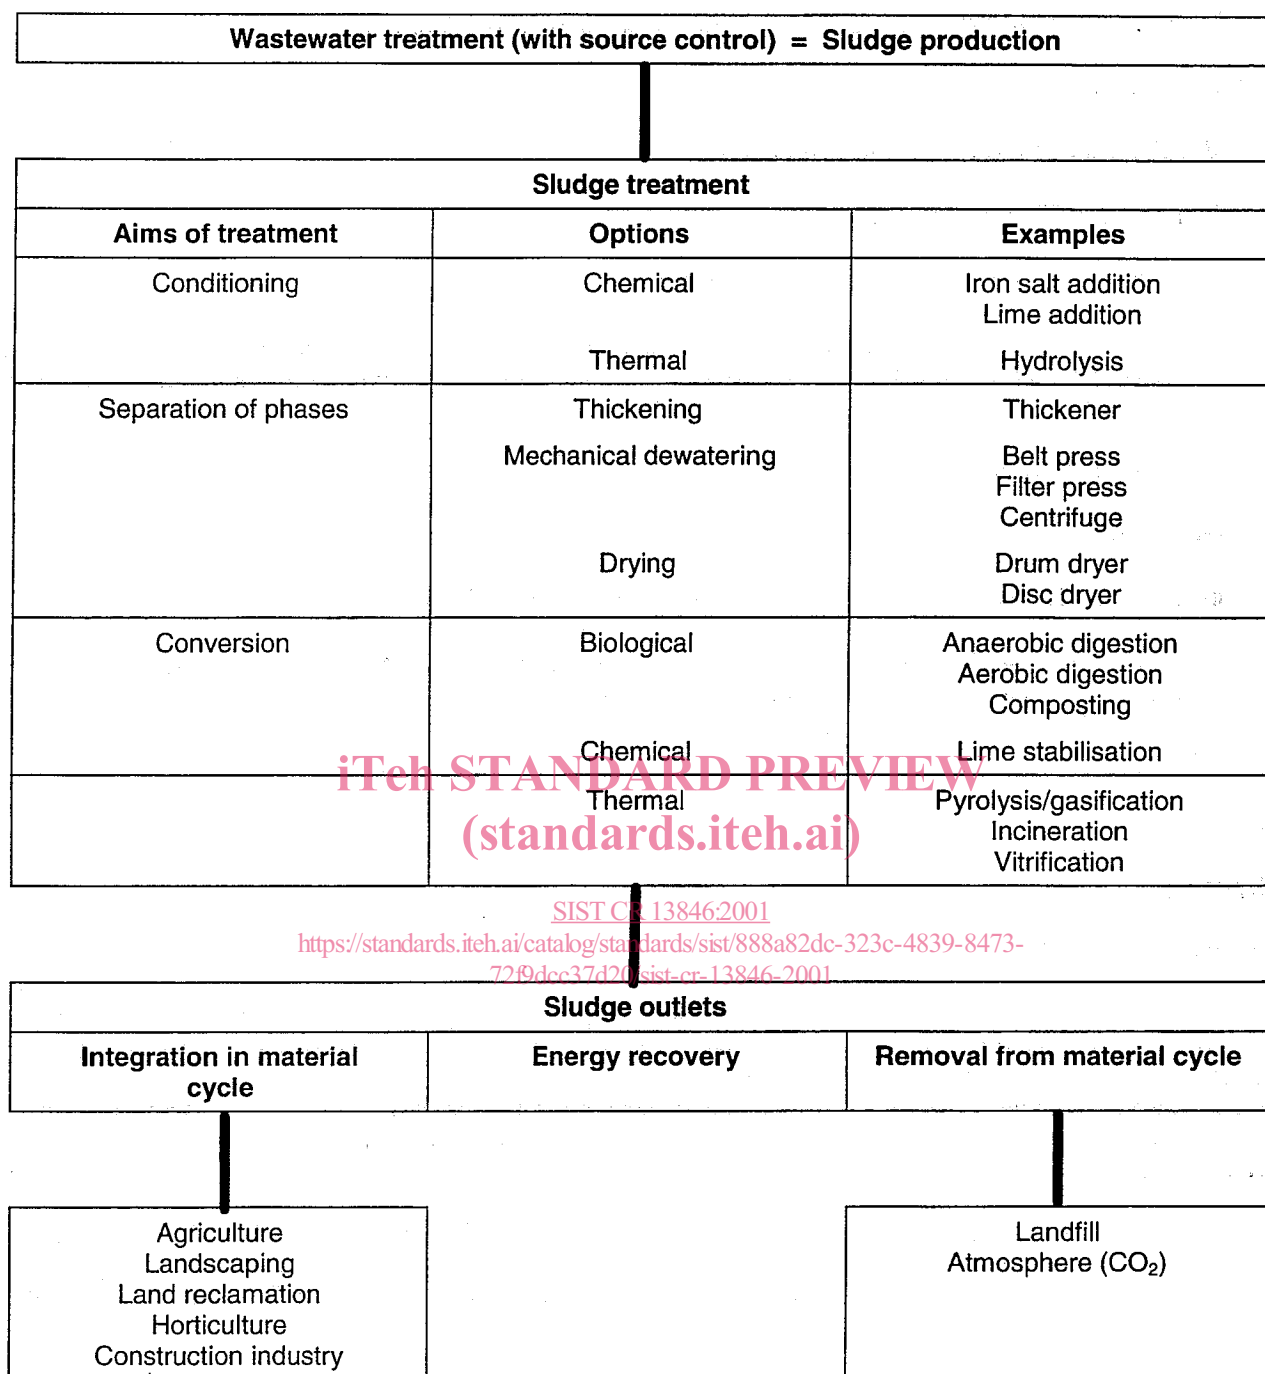 Wastewater treatment (with source control) = Sludge production
Sludge treatment
Aims of treatment Options Examples
Conditioning Chemical Iron salt addition
Lime addition
Thermal Hydrolysis
Separation of phases Thickening Thickener
Mechanical dewatering Belt press
Filter press
Centrifuge
Drying Drum dryer
Disc dryer
Conversion Biological Anaerobic digestion
Aerobic digestion
Composting
Chemical Lime stabilisation
iTeh STANDARD PREVIEW
Thermal Pyrolysis/gasification
(standards.iteh.ai)
Incineration
Vitrification
SIST CR 13846:2001
https://standards.iteh.ai/catalog/standards/sist/888a82dc-323c-4839-8473-
72f9dcc37d20/sist-cr-13846-2001
Sludge outlets
Integration in material Energy recovery Removal from material cycle
cycle
Agriculture Landfill
Landscaping Atmosphere (CO₂)
Land reclamation
Horticulture
Construction industry